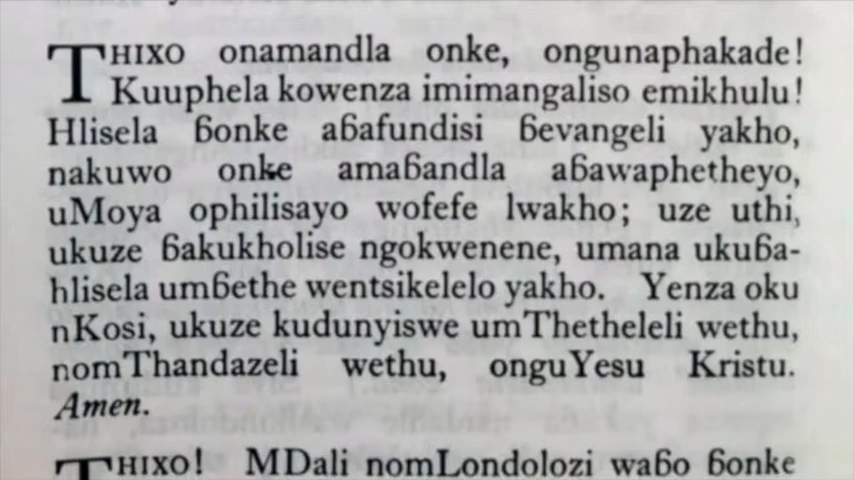 THIXO onamandla onke, ongunaphakade!
Kuuphela kowenza imimangaliso emikhulu!
Hlisela ɓonke aɓafundisi ɓevangeli yakho,
nakuwo onke amaɓandla aɓawaphetheyo,
uMoya ophilisayo wofefe lwakho; uze uthi,
ukuze ɓakukholise ngokwenene, umana ukuɓa-
hlisela umɓethe wentsikelelo yakho. Yenza oku
nKosi, ukuze kudunyiswe umThetheleli wethu,
nomThandazeli wethu, onguYesu Kristu.
Amen.
THIXO! MDali nomLondolozi waɓo ɓonke